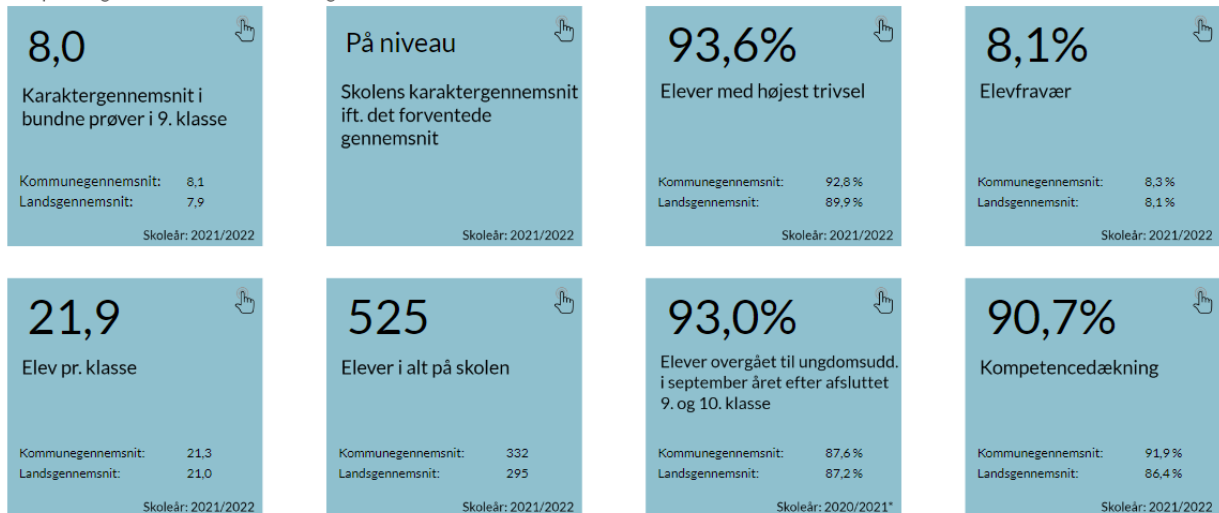 8,0
Karaktergennemsnit i
bundne prøver i 9. klasse
Kommunegennemsnit: 8,1
Landsgennemsnit: 7,9
Skoleår: 2021/2022
På niveau
Skolens karaktergennemsnit
ift. det forventede
gennemsnit
Skoleår: 2021/2022
93,6%
Elever med højest trivsel
Kommunegennemsnit: 92,8 %
Landsgennemsnit: 89,9 %
Skoleår: 2021/2022
8,1%
Elevfravær
Kommunegennemsnit: 8,3 %
Landsgennemsnit: 8,1 %
Skoleår: 2021/2022
21,9
Elev pr. klasse
Kommunegennemsnit: 21,3
Landsgennemsnit: 21,0
Skoleår: 2021/2022
525
Elever i alt på skolen
Kommunegennemsnit: 332
Landsgennemsnit: 295
Skoleår: 2021/2022
93,0%
Elever overgået til ungdomsudd.
i september året efter afsluttet
9. og 10. klasse
Kommunegennemsnit: 87,6 %
Landsgennemsnit: 87,2 %
Skoleår: 2020/2021*
90,7%
Kompetencedækning
Kommunegennemsnit: 91,9 %
Landsgennemsnit: 86,4 %
Skoleår: 2021/2022